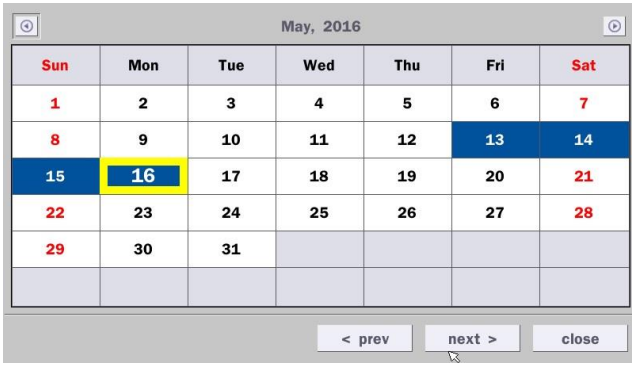 May, 2016
Sun Mon Tue Wed Thu Fri Sat
1 2 3 4 5 6 7
8 9 10 11 12 13 14
15 16 17 18 19 20 21
22 23 24 25 26 27 28
29 30 31
< prev next > close